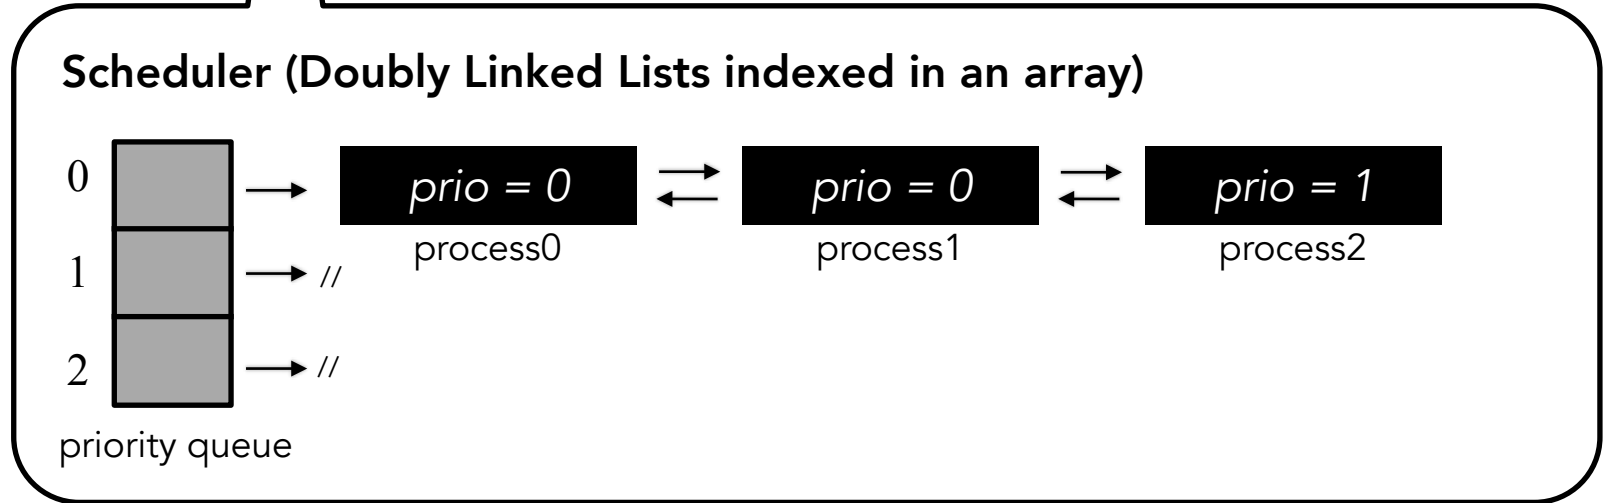 Scheduler (Doubly Linked Lists indexed in an array)
0
prio = 0
prio = 0
prio = 1
process0
process1
process2
1
//
2
//
priority queue